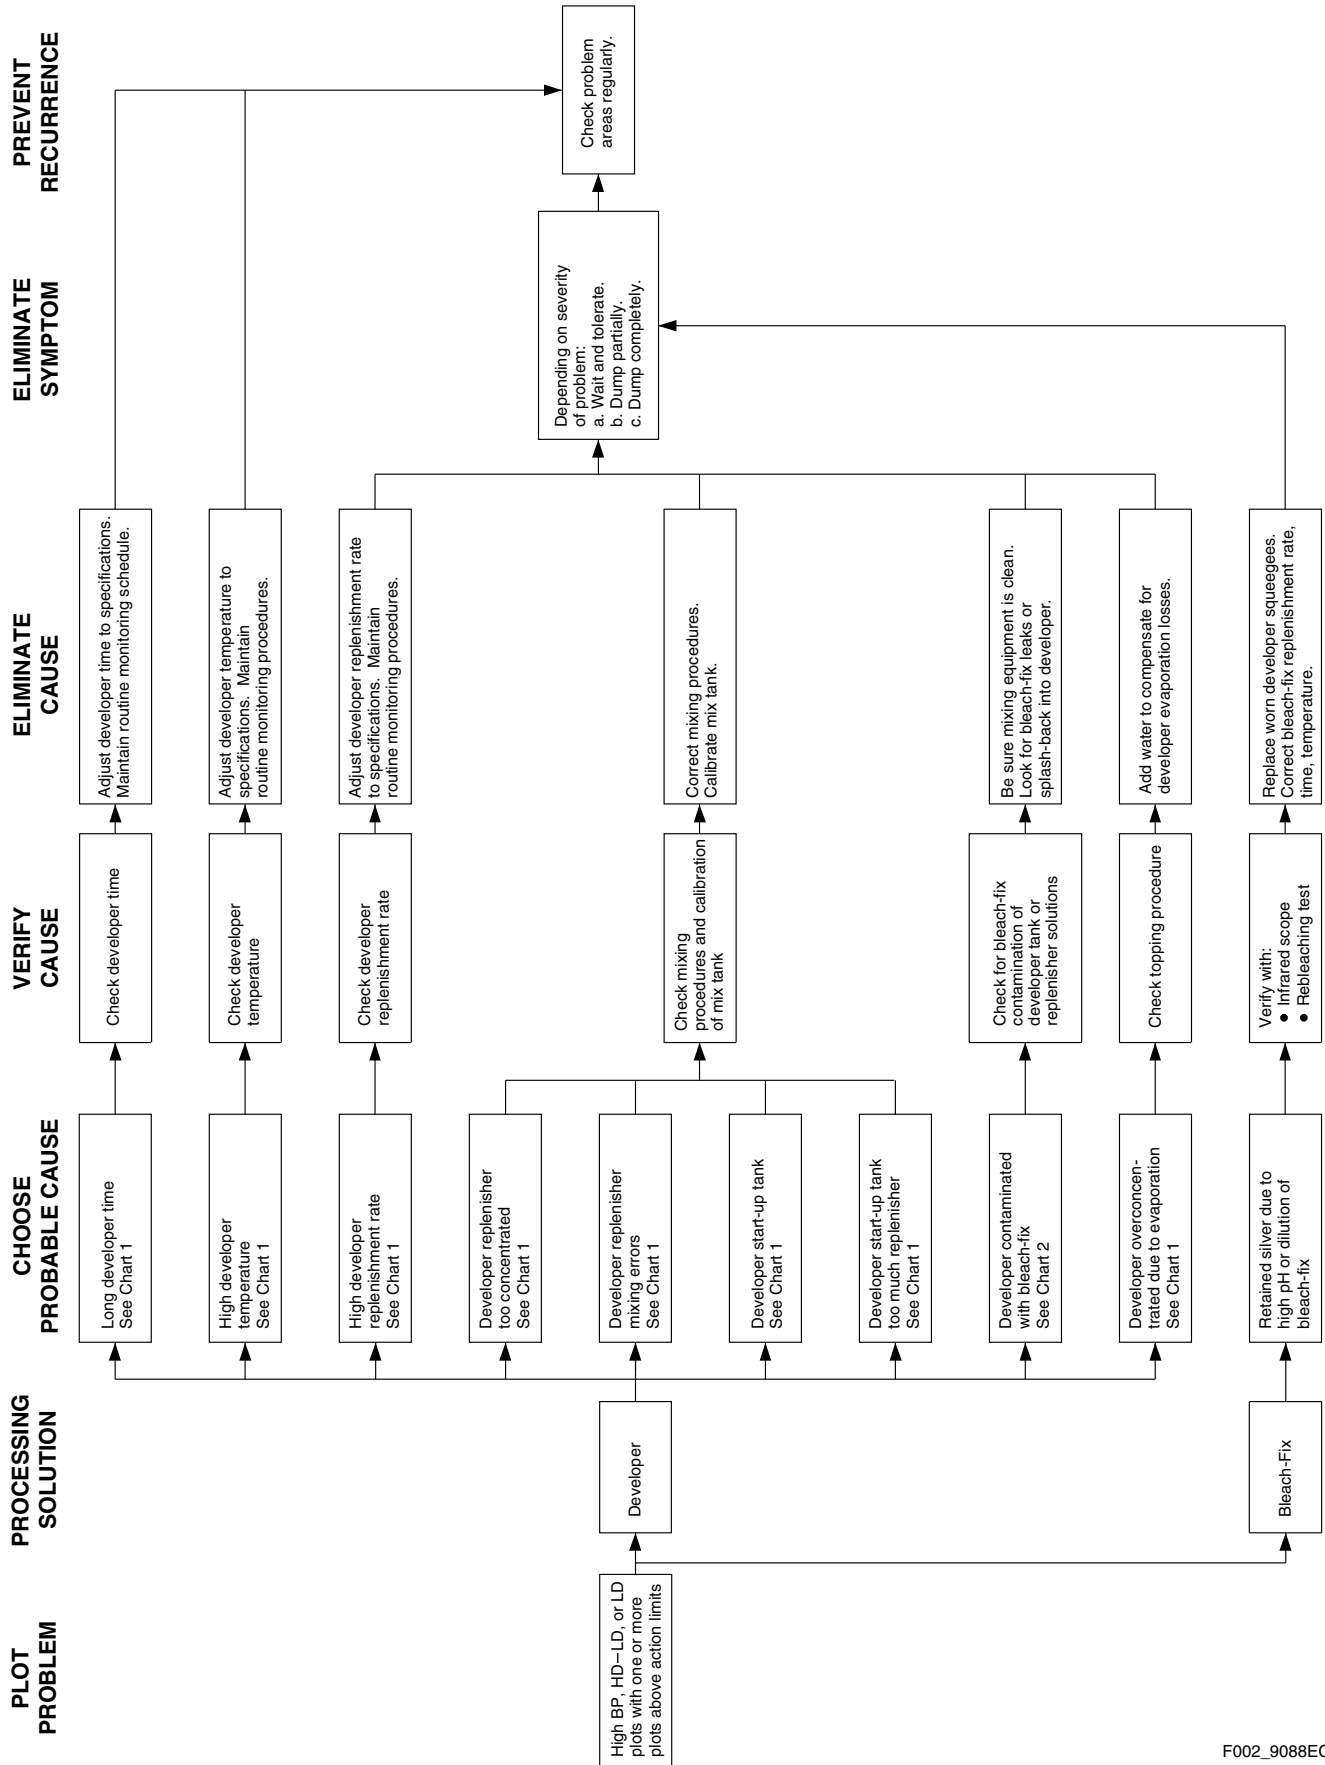 PLOT
PROBLEM
PROCESSING
SOLUTION
CHOOSE
PROBABLE CAUSE
VERIFY
CAUSE
ELIMINATE
CAUSE
ELIMINATE
SYMPTOM
PREVENT
RECURRENCE
High BP, HD–LD, or LD
plots with one or more
plots above action limits
Developer
Bleach-Fix
Long developer time
See Chart 1
High developer
temperature
See Chart 1
High developer
replenishment rate
See Chart 1
Developer replenisher
too concentrated
See Chart 1
Developer replenisher
mixing errors
See Chart 1
Developer start-up tank
See Chart 1
Developer start-up tank
too much replenisher
See Chart 1
Developer contaminated
with bleach-fix
See Chart 2
Developer overconcen-
trated due to evaporation
See Chart 1
Retained silver due to
high pH or dilution of
bleach-fix
Check developer time
Check developer
temperature
Check developer
replenishment rate
Check mixing
procedures and calibration
of mix tank
Check for bleach-fix
contamination of
developer tank or
replenisher solutions
Check topping procedure
Verify with:
● Infrared scope
● Rebleaching test
Adjust developer time to specifications.
Maintain routine monitoring schedule.
Adjust developer temperature to
specifications. Maintain
routine monitoring procedures.
Adjust developer replenishment rate
to specifications. Maintain
routine monitoring procedures.
Correct mixing procedures.
Calibrate mix tank.
Be sure mixing equipment is clean.
Look for bleach-fix leaks or
splash-back into developer.
Add water to compensate for
developer evaporation losses.
Replace worn developer squeegees.
Correct bleach-fix replenishment rate,
time, temperature.
Depending on severity
of problem:
a. Wait and tolerate.
b. Dump partially.
c. Dump completely.
Check problem
areas regularly.